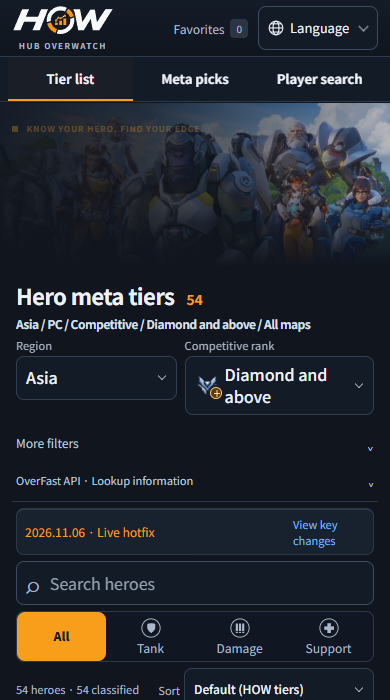 HOW
HUB OVERWATCH
Favorites 0
Language
Tier list Meta picks Player search
KNOW YOUR HERO, FIND YOUR EDGE
Hero meta tiers 54
Asia / PC / Competitive / Diamond and above / All maps
Region Competitive rank
Asia
Diamond and
above
More filters
OverFast API · Lookup information
2026.11.06 · Live hotfix
View key
changes
Search heroes
All Tank Damage Support
54 heroes · 54 classified Sort Default (HOW tiers)